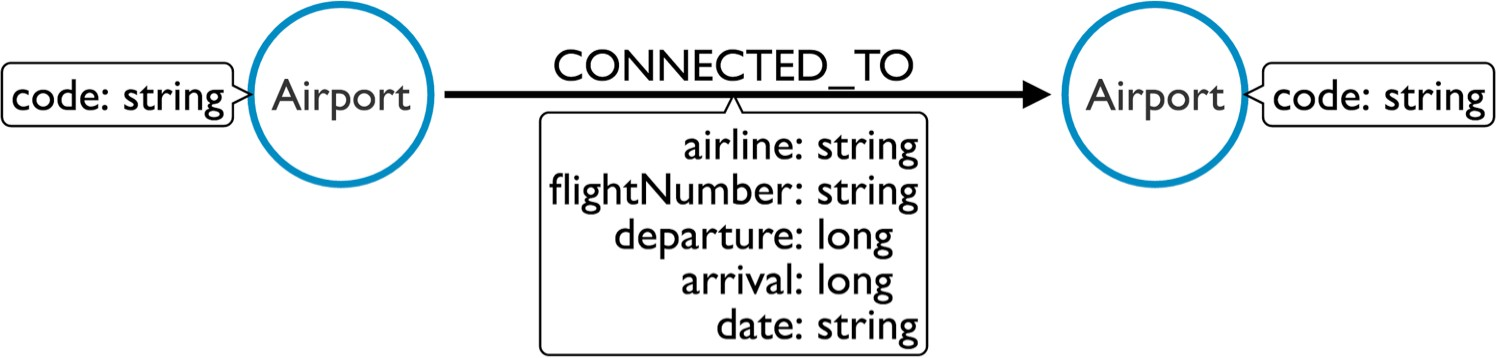 CONNECTED_TO
code: string
Airport
Airport
code: string
airline: string
flightNumber: string
departure: long
arrival: long
date: string